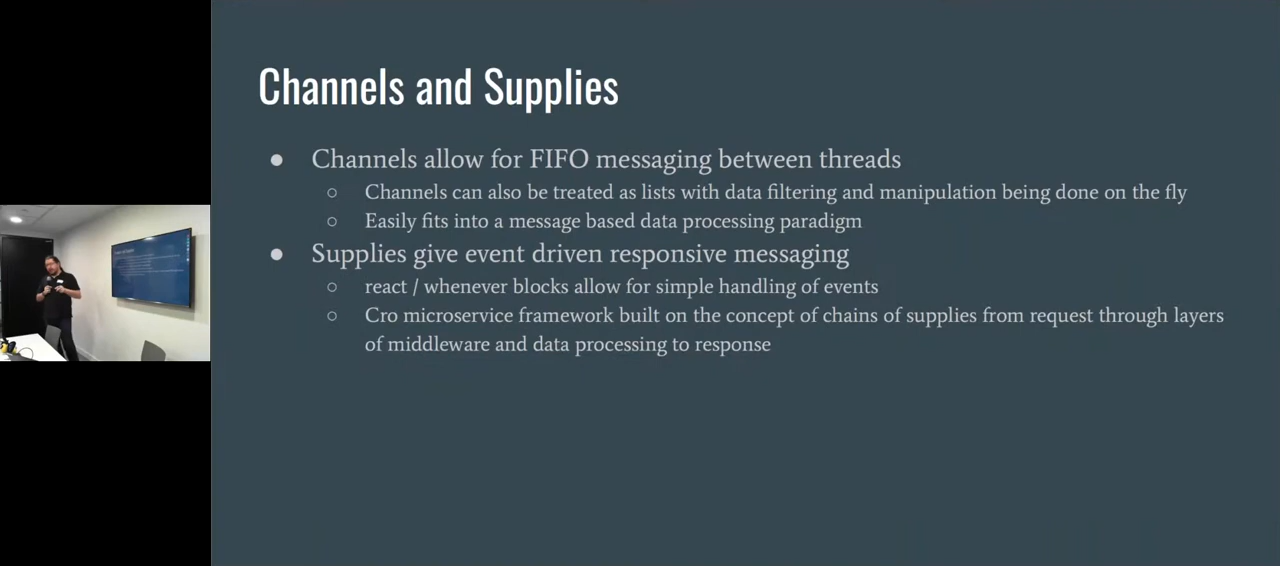 Channels and Supplies
● Channels allow for FIFO messaging between threads
○ Channels can also be treated as lists with data filtering and manipulation being done on the fly
○ Easily fits into a message based data processing paradigm
● Supplies give event driven responsive messaging
○ react / whenever blocks allow for simple handling of events
○ Cro microservice framework built on the concept of chains of supplies from request through layers
of middleware and data processing to response